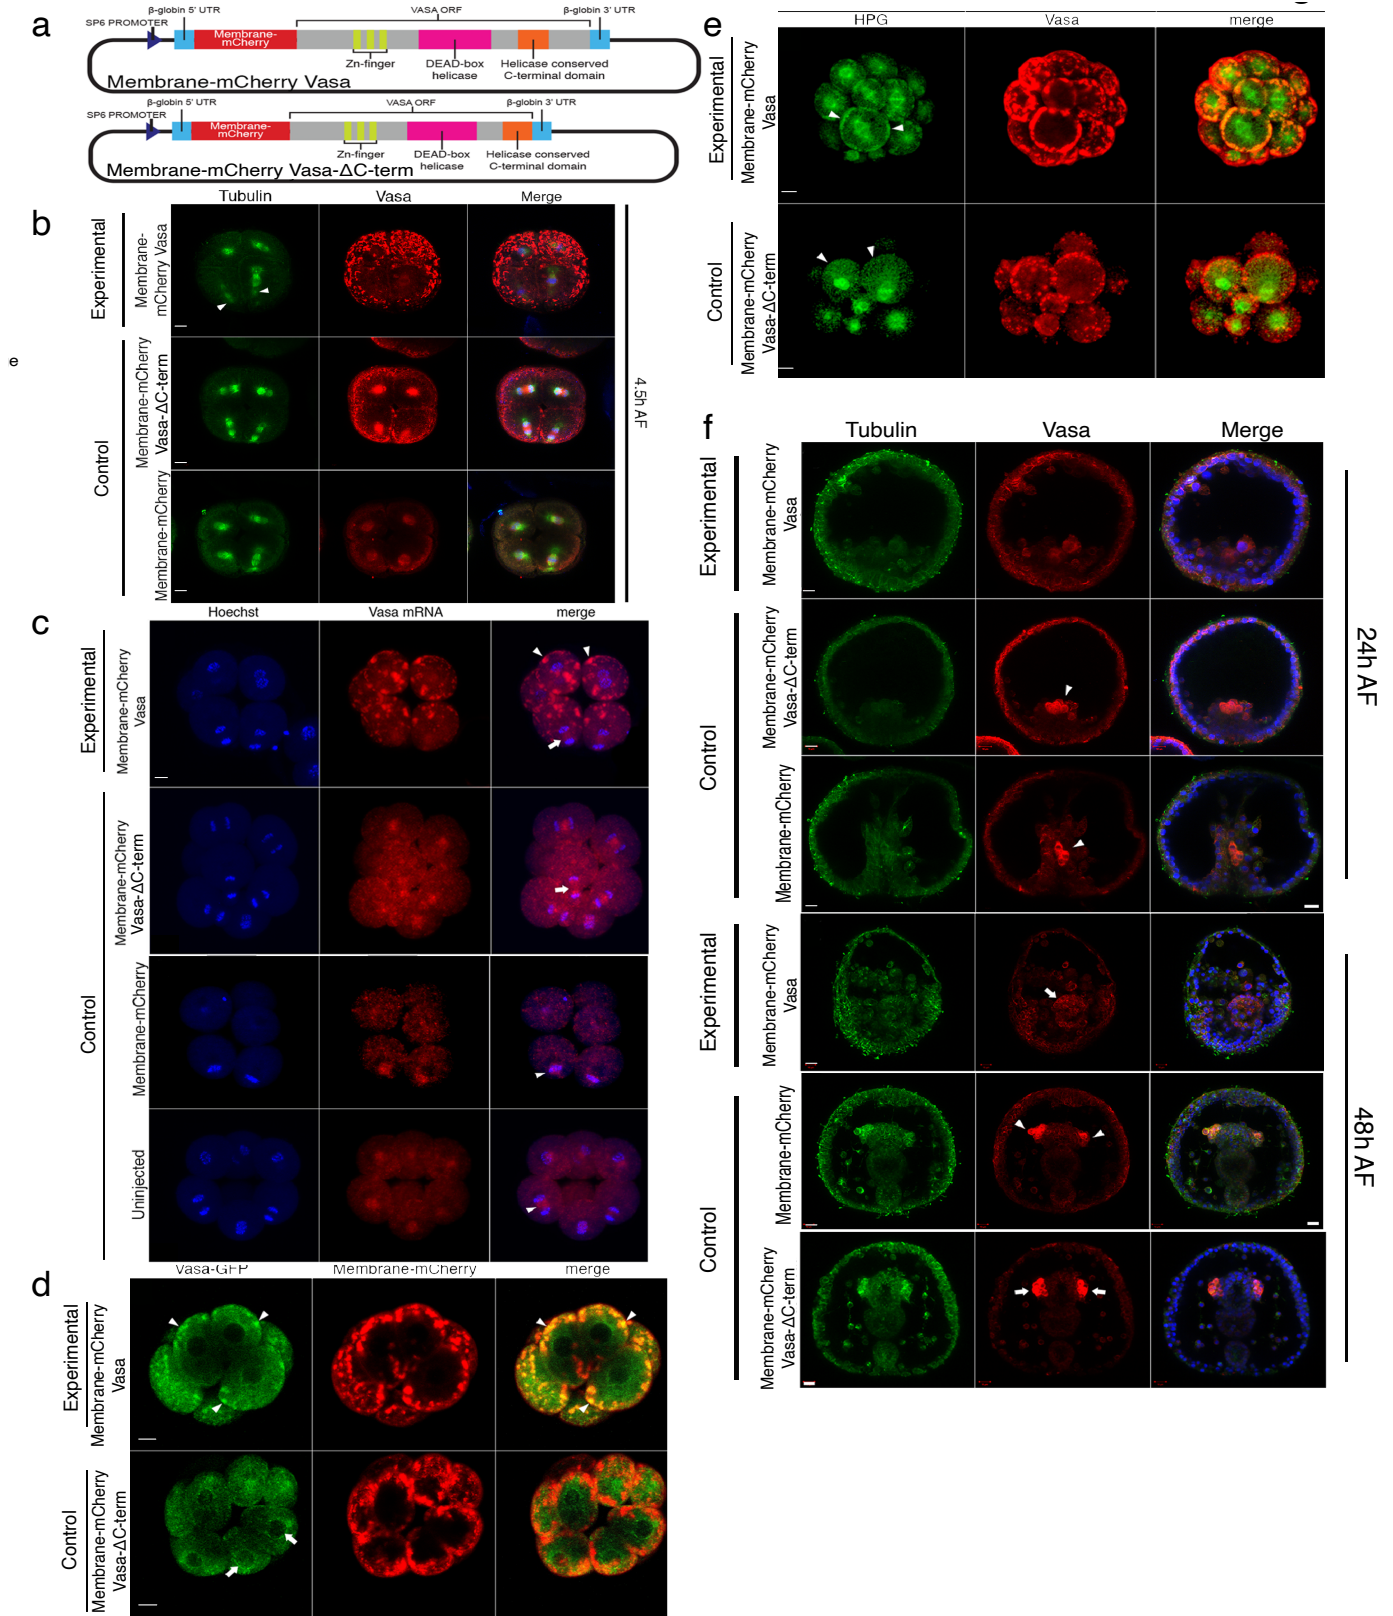 a
β-globin 5' UTR
VASA ORF
β-globin 3' UTR
SP6 PROMOTER
Membrane-
mCherry
Zn-finger
DEAD-box
helicase
Helicase conserved
C-terminal domain
Membrane-mCherry Vasa
β-globin 5' UTR
VASA ORF
β-globin 3' UTR
SP6 PROMOTER
Membrane-
mCherry
Zn-finger
DEAD-box
helicase
Helicase conserved
C-terminal domain
Membrane-mCherry Vasa-ΔC-term
b
Tubulin
Vasa
Merge
Experimental
Membrane-
mCherry Vasa
Control
Membrane-mCherry
Vasa-ΔC-term
Membrane-mCherry
4.5h AF
e
c
Hoechst
Vasa mRNA
merge
Experimental
Membrane-mCherry
Vasa
Control
Membrane-mCherry
Vasa-ΔC-term
Membrane-mCherry
Uninjected
d
Vasa-GFP
Membrane-mCherry
merge
Experimental
Membrane-mCherry
Vasa
Control
Membrane-mCherry
Vasa-ΔC-term
e
HPG
Vasa
merge
Experimental
Membrane-mCherry
Vasa
Control
Membrane-mCherry
Vasa-ΔC-term
f
Tubulin
Vasa
Merge
Experimental
Membrane-mCherry
Vasa
Control
Membrane-mCherry
Vasa-ΔC-term
Membrane-mCherry
24h AF
Experimental
Membrane-mCherry
Vasa
Control
Membrane-mCherry
Membrane-mCherry
Vasa-ΔC-term
48h AF